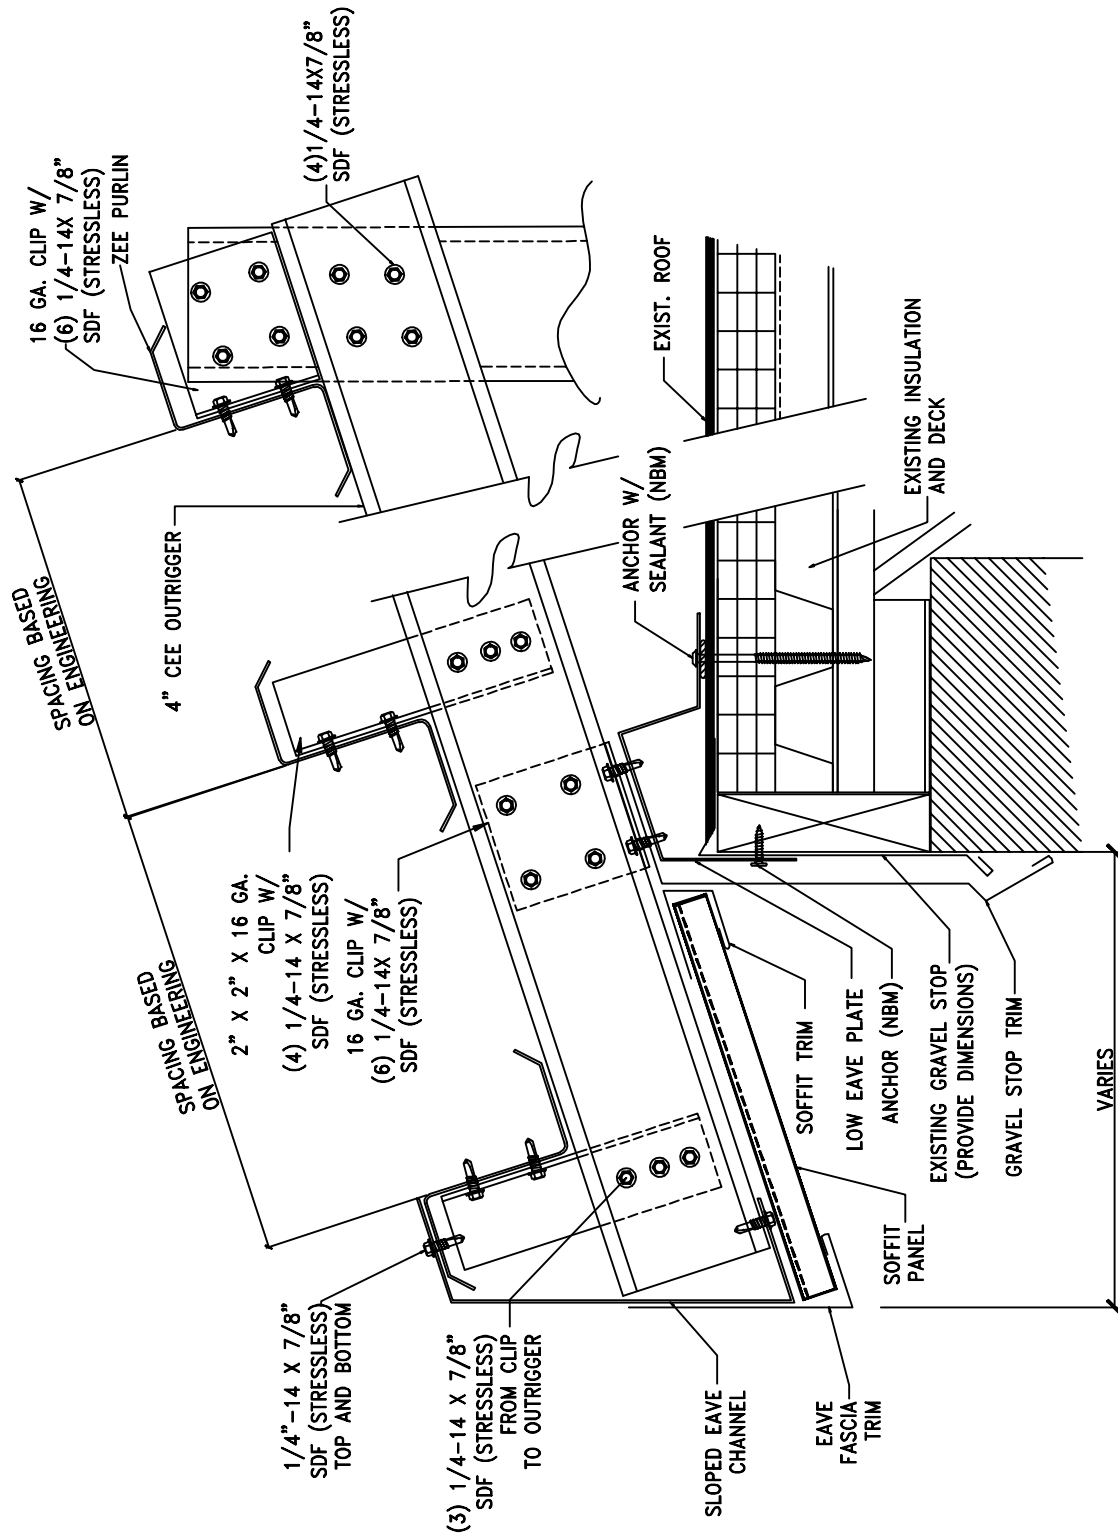 1/4"-14 X 7/8"
SDF (STRESSLESS)
TOP AND BOTTOM
(3) 1/4-14 X 7/8"
SDF (STRESSLESS)
FROM CLIP
TO OUTRIGGER
SLOPED EAVE
CHANNEL
EAVE
FASCIA
TRIM
SPACING BASED
ON ENGINEERING
2" X 2" X 16 GA.
CLIP W/
(4) 1/4-14 X 7/8"
SDF (STRESSLESS)
16 GA. CLIP W/
(6) 1/4-14X 7/8"
SDF (STRESSLESS)
SPACING BASED
ON ENGINEERING
4" CEE OUTRIGGER
16 GA. CLIP W/
(6) 1/4-14X 7/8"
SDF (STRESSLESS)
ZEE PURLIN
(4)1/4-14X7/8"
SDF (STRESSLESS)
EXIST. ROOF
ANCHOR W/
SEALANT (NBM)
EXISTING INSULATION
AND DECK
SOFFIT TRIM
LOW EAVE PLATE
ANCHOR (NBM)
EXISTING GRAVEL STOP
(PROVIDE DIMENSIONS)
GRAVEL STOP TRIM
SOFFIT
PANEL
VARIES